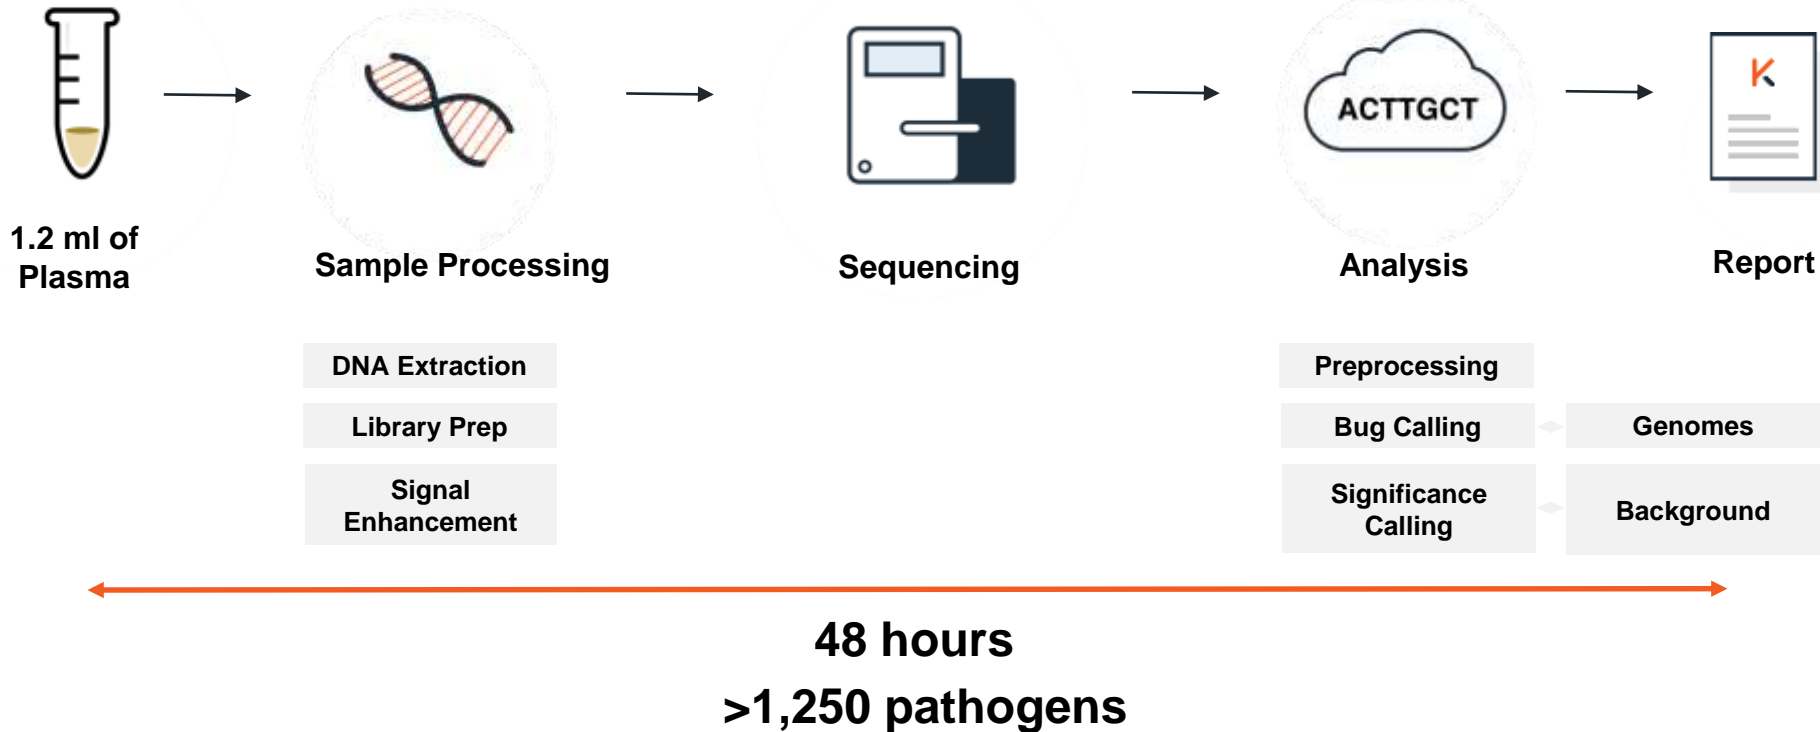 ACTTGCT
1.2 ml of
Plasma
Sample Processing
Sequencing
Analysis
Report
DNA Extraction
Library Prep
Signal
Enhancement
Preprocessing
Bug Calling
Genomes
Significance
Calling
Background
48 hours
>1,250 pathogens